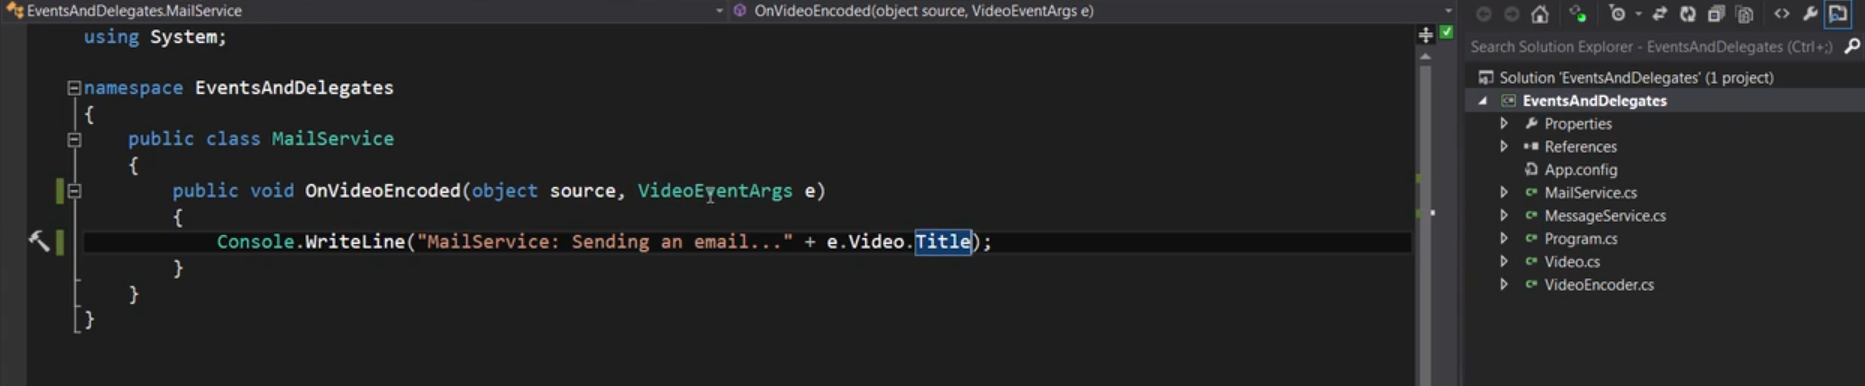 EventsAndDelegates.MailService
OnVideoEncoded(object source, VideoEventArgs e)
using System;
namespace EventsAndDelegates
{
public class MailService
{
public void OnVideoEncoded(object source, VideoEventArgs e)
{
Console.WriteLine("MailService: Sending an email..." + e.Video.Title);
}
}
}
Search Solution Explorer - EventsAndDelegates (Ctrl+;)
Solution 'EventsAndDelegates' (1 project)
EventsAndDelegates
Properties
References
App.config
MailService.cs
MessageService.cs
Program.cs
Video.cs
VideoEncoder.cs